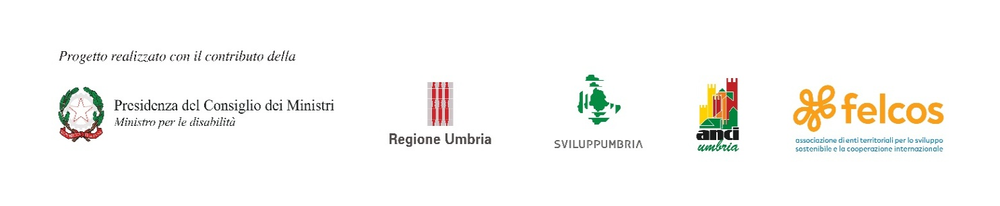 Progetto realizzato con il contributo della
Presidenza del Consiglio dei Ministri
Ministro per le disabilità
Regione Umbria
SVILUPPUMBRIA
anci
umbria
felcos
associazione di enti territoriali per lo sviluppo
sostenibile e la cooperazione internazionale